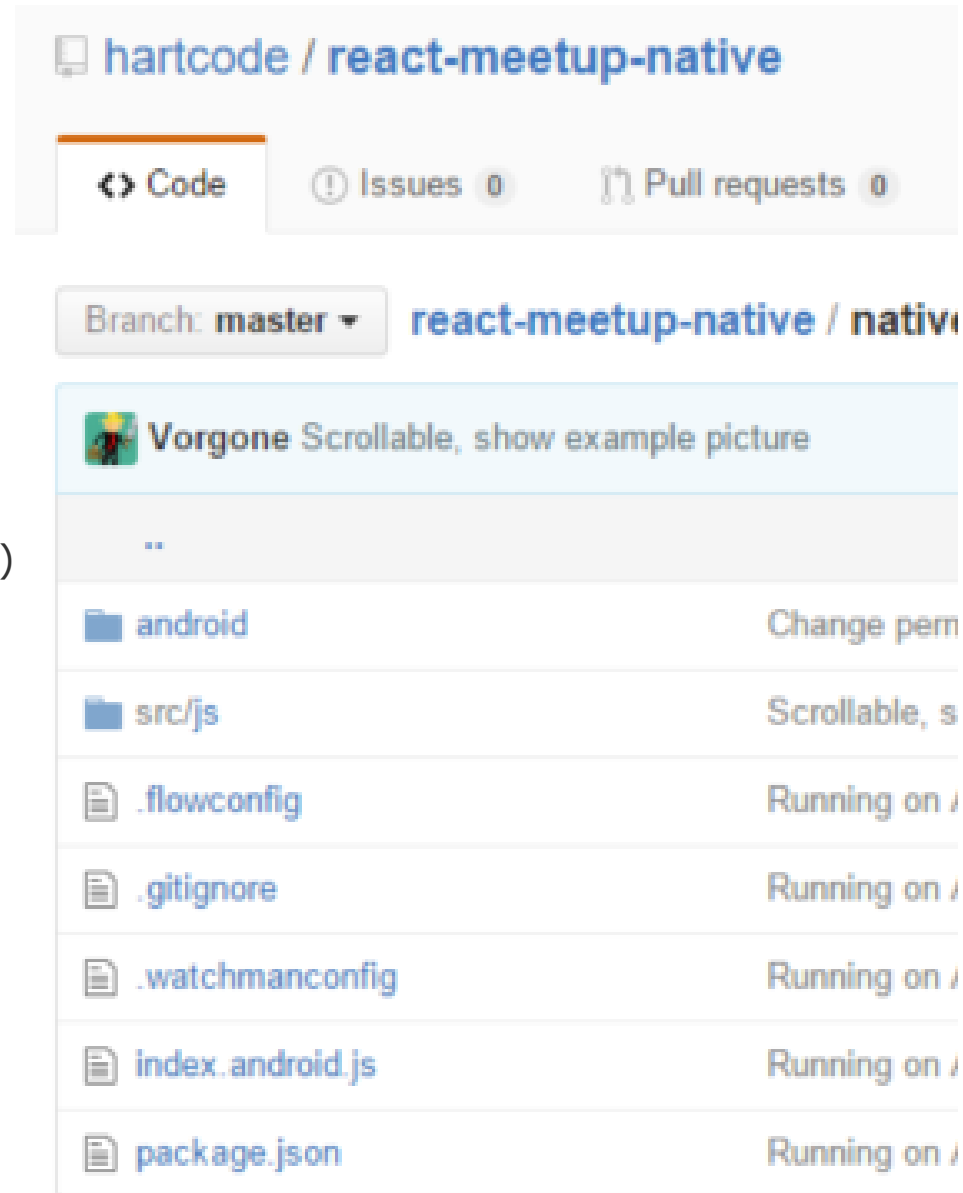 hartcode / react-meetup-native
<> Code Issues 0 Pull requests 0
Branch: master react-meetup-native / native
Vorgone Scrollable, show example picture
..
)
android Change perm
src/js Scrollable, s
.flowconfig Running on A
.gitignore Running on A
.watchmanconfig Running on A
index.android.js Running on A
package.json Running on A